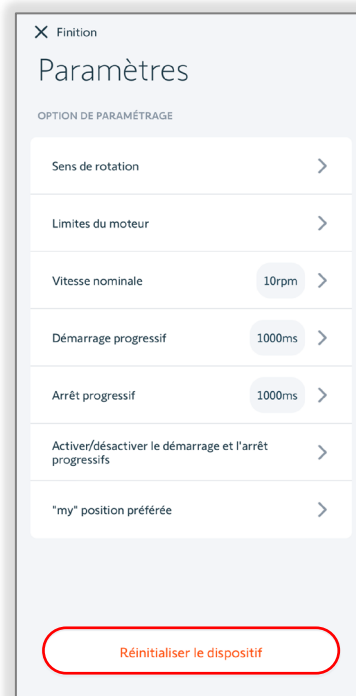 Finition
Paramètres
OPTION DE PARAMÉTRAGE
Sens de rotation
Limites du moteur
Vitesse nominale 10rpm
Démarrage progressif 1000ms
Arrêt progressif 1000ms
Activer/désactiver le démarrage et l'arrêt
progressifs
"my" position préférée
Réinitialiser le dispositif